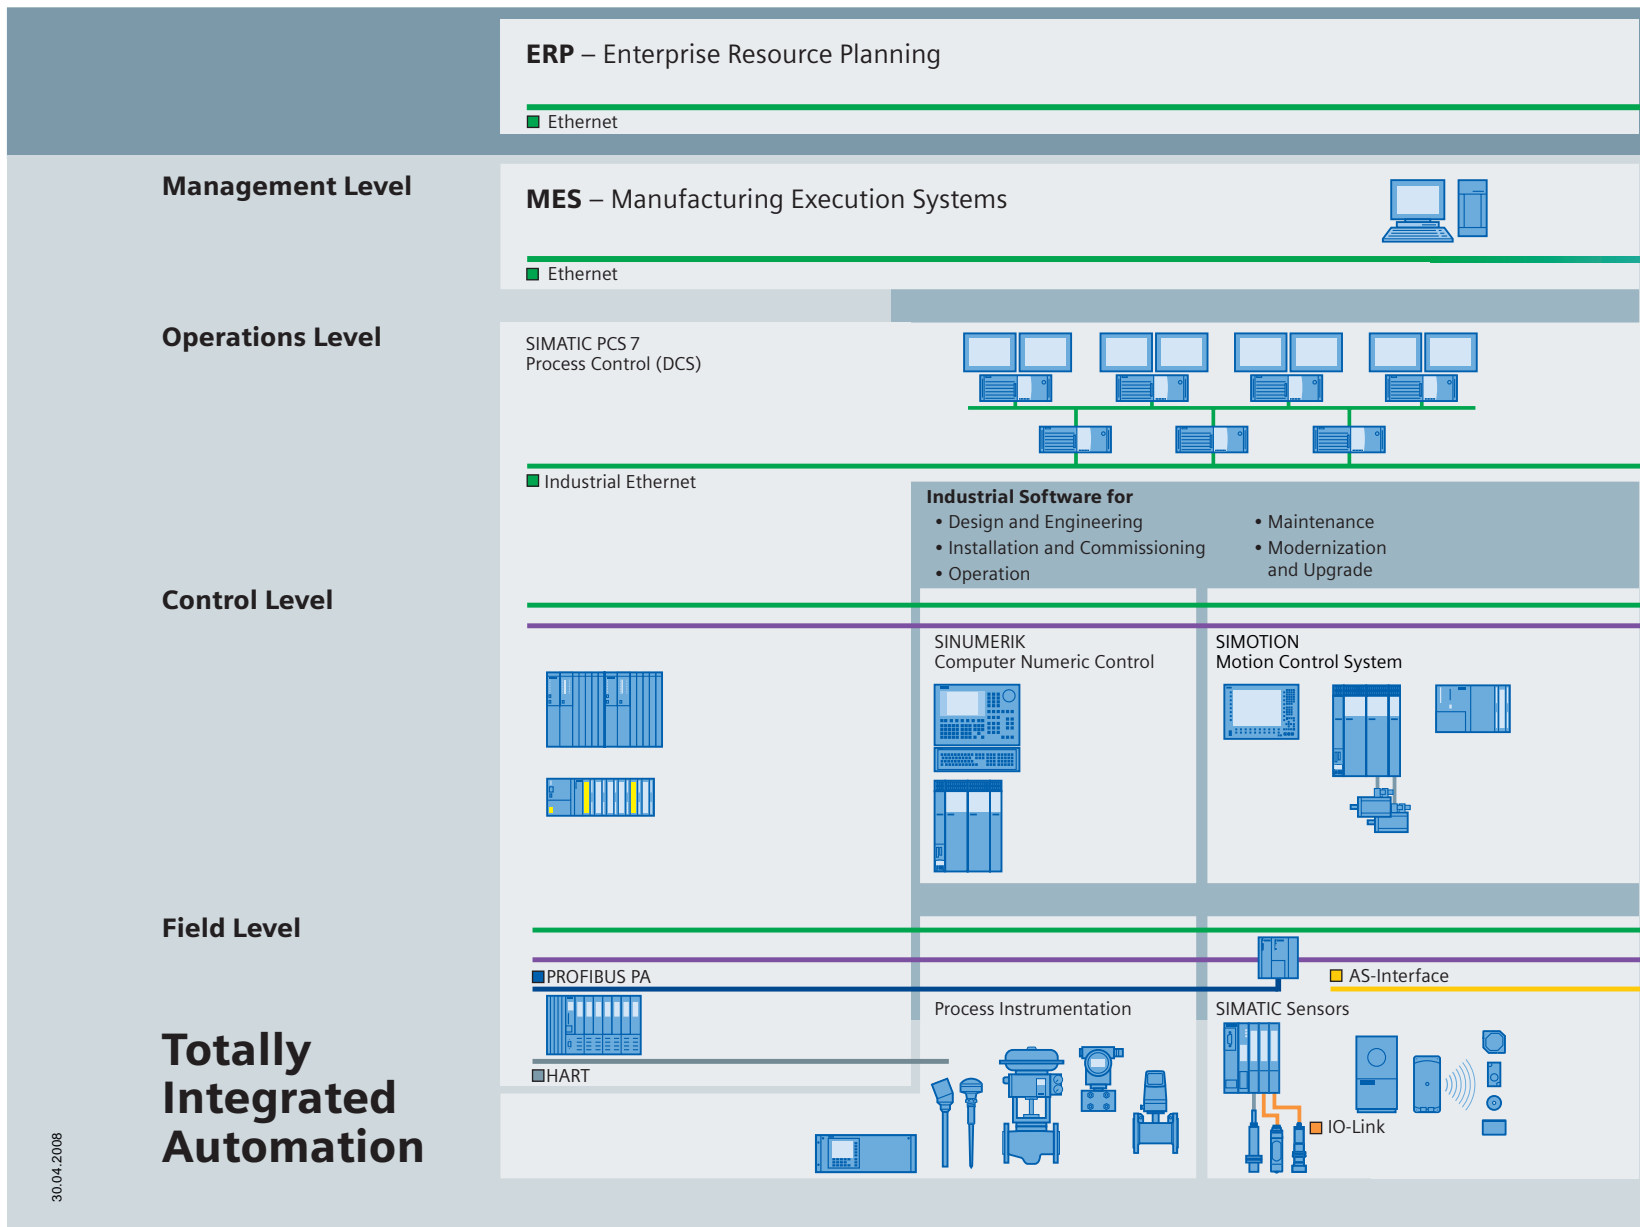 ERP – Enterprise Resource Planning
Ethernet
Management Level
MES – Manufacturing Execution Systems
Ethernet
Operations Level
SIMATIC PCS 7
Process Control (DCS)
Industrial Ethernet
Industrial Software for
• Design and Engineering
• Installation and Commissioning
• Operation
• Maintenance
• Modernization
and Upgrade
Control Level
SINUMERIK
Computer Numeric Control
SIMOTION
Motion Control System
Field Level
PROFIBUS PA
AS-Interface
Process Instrumentation
SIMATIC Sensors
HART
IO-Link
Totally
Integrated
Automation
30.04.2008